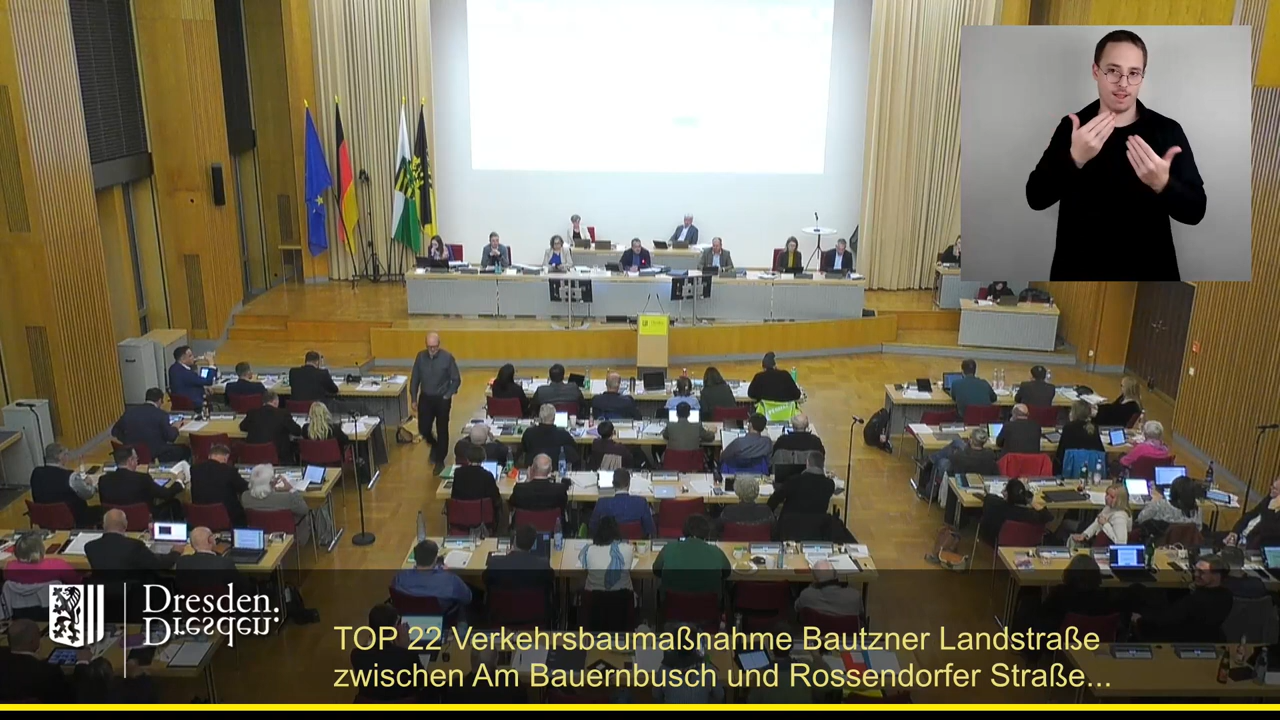 Dresden.
Dresden.
TOP 22 Verkehrsbaumaßnahme Bautzner Landstraße
zwischen Am Bauernbusch und Rossendorfer Straße...